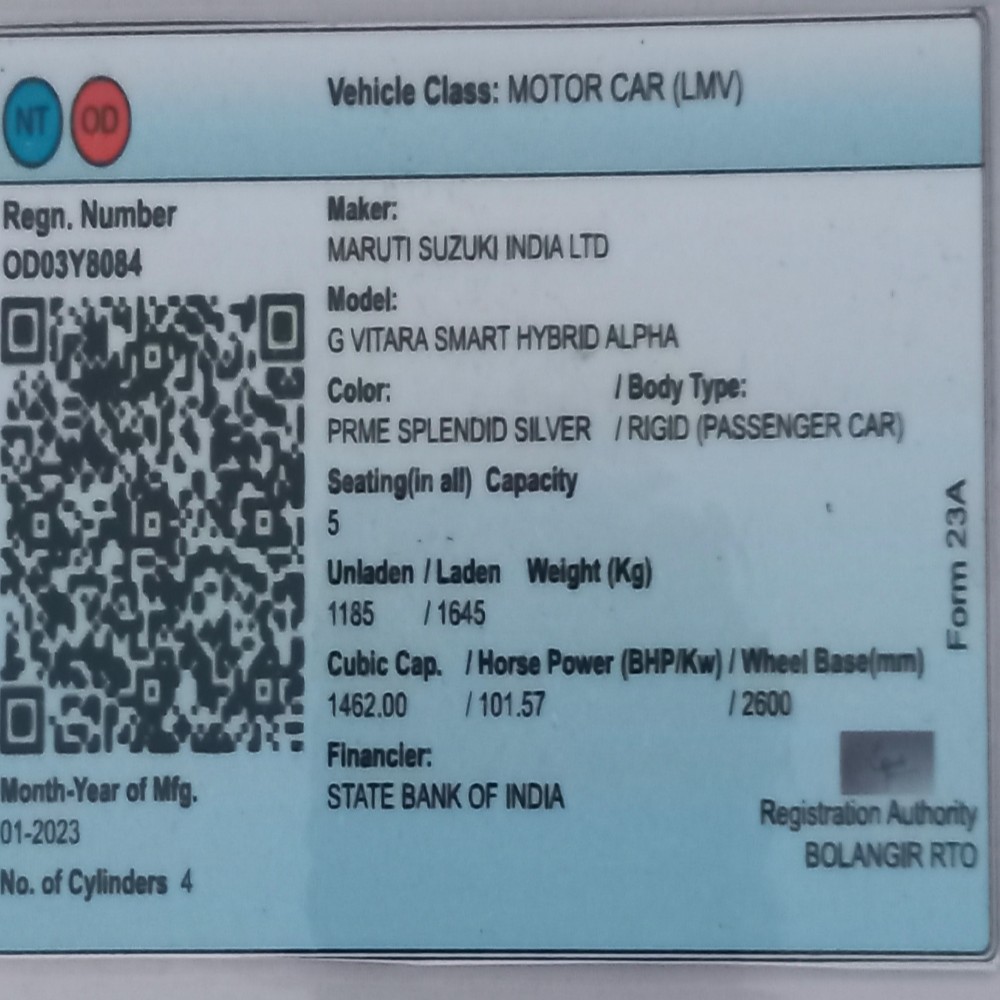 NT OD
Vehicle Class: MOTOR CAR (LMV)
Regn. Number
OD03Y8084
Maker:
MARUTI SUZUKI INDIA LTD
Model:
G VITARA SMART HYBRID ALPHA
Color: / Body Type:
PRME SPLENDID SILVER / RIGID (PASSENGER CAR)
Seating(in all) Capacity
5
Unladen / Laden Weight (Kg)
1185 / 1645
Cubic Cap. / Horse Power (BHP/Kw) / Wheel Base(mm)
1462.00 / 101.57 / 2600
Financier:
STATE BANK OF INDIA
Month-Year of Mfg.
01-2023
No. of Cylinders 4
Form 23A
Registration Authority
BOLANGIR RTO